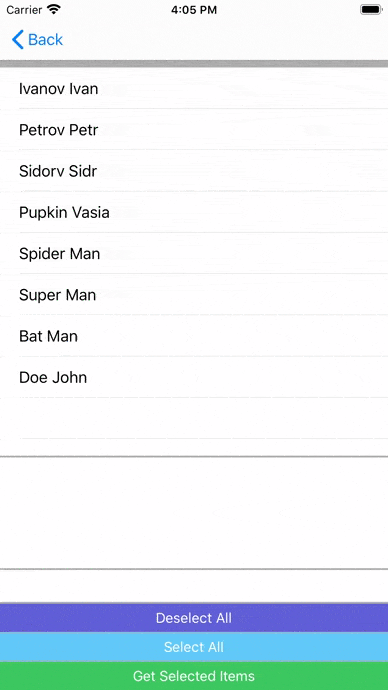 Carrier 4:05 PM
Back
Ivanov Ivan
Petrov Petr
Sidorv Sidr
Pupkin Vasia
Spider Man
Super Man
Bat Man
Doe John
Deselect All
Select All
Get Selected Items